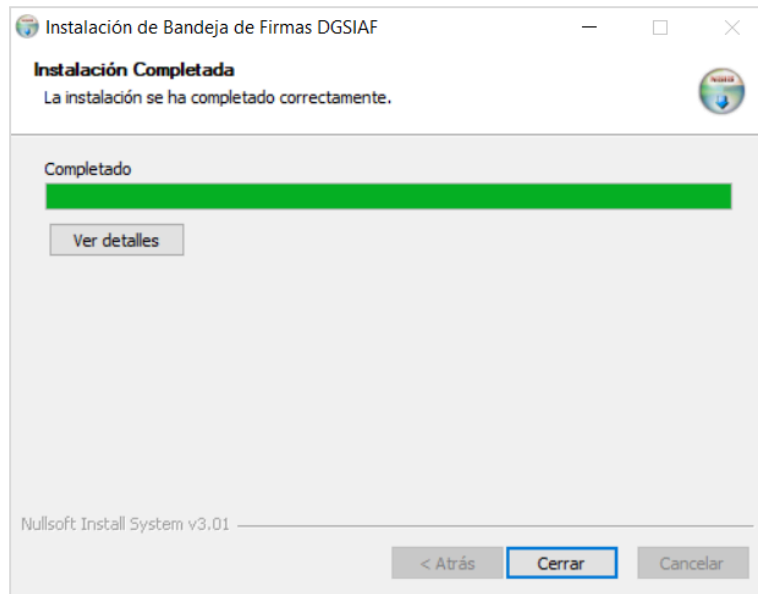 Instalación de Bandeja de Firmas DGSIAF
Instalación Completada
La instalación se ha completado correctamente.
Completado
Ver detalles
Nullsoft Install System v3.01
< Atrás
Cerrar
Cancelar